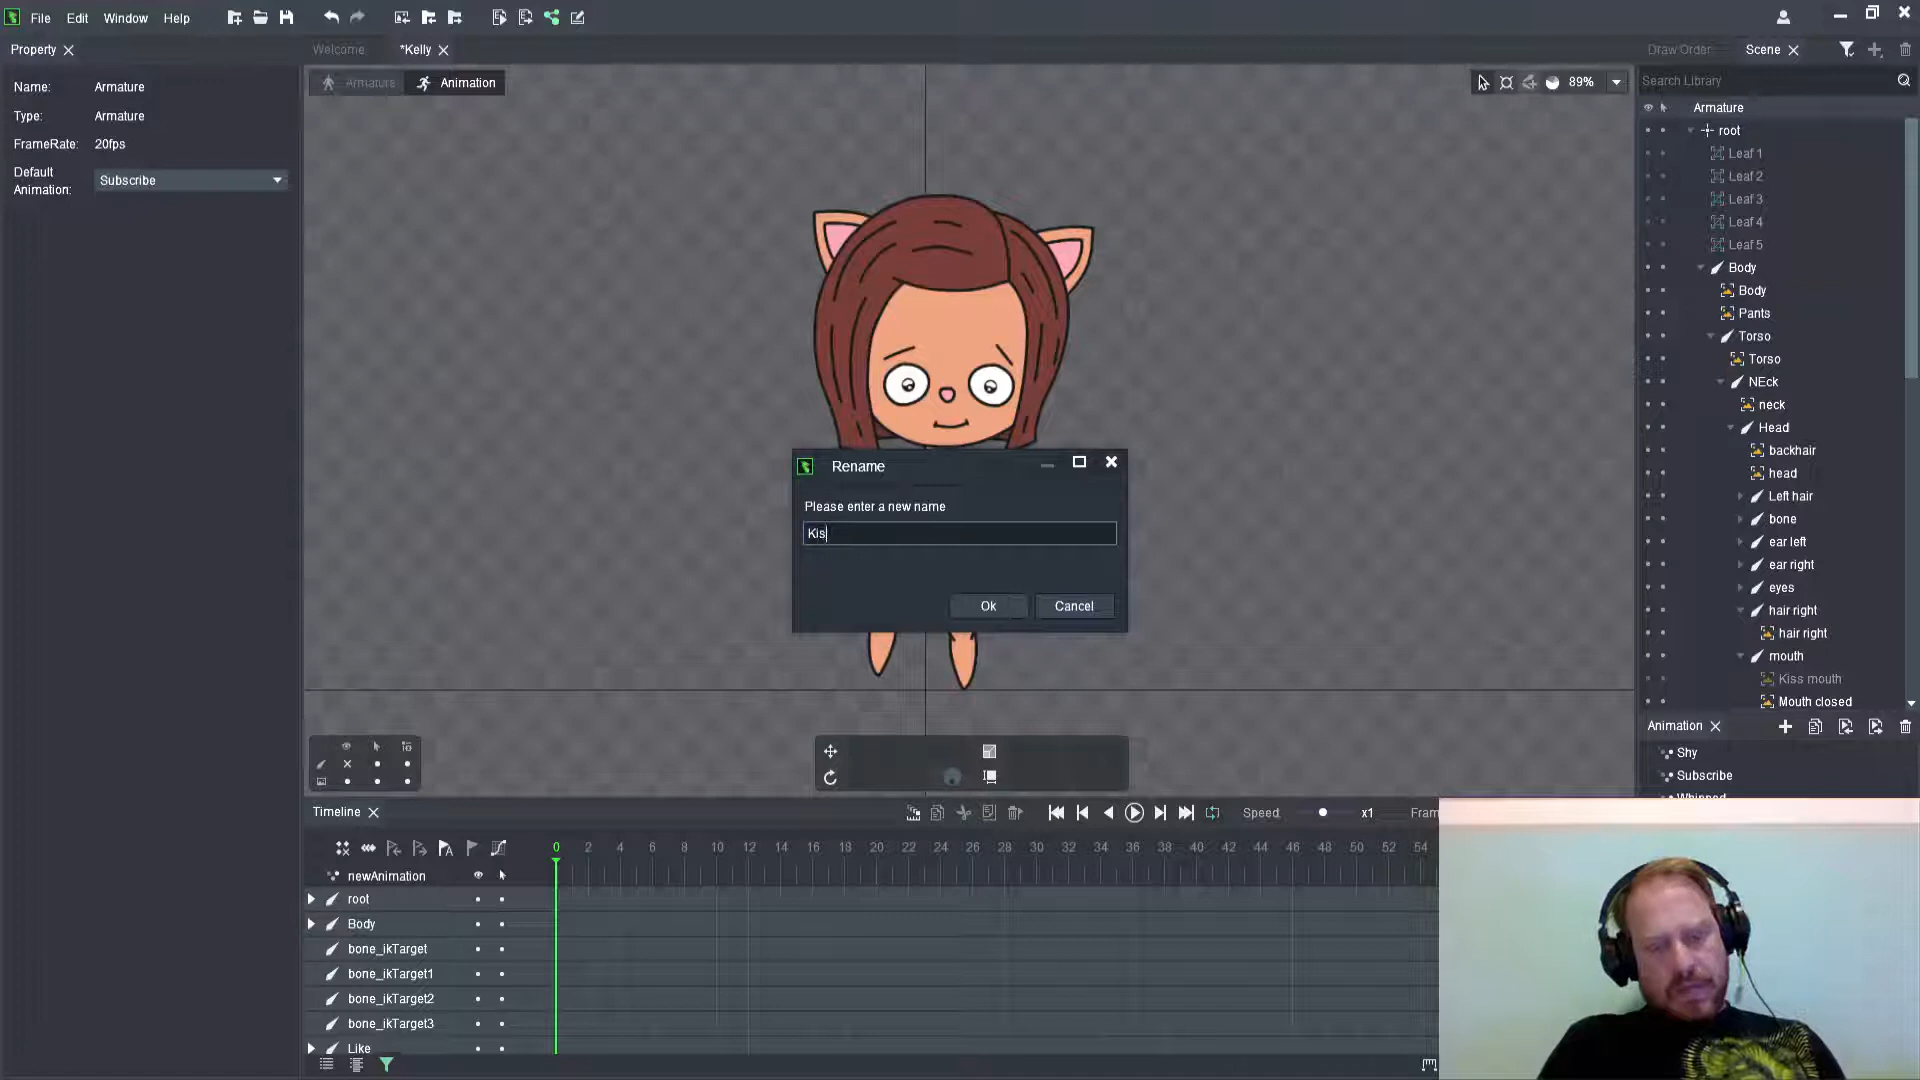 File Edit Window Help
Property
Welcome *Kelly
Draw Order Scene
Name: Armature
Type: Armature
FrameRate: 20fps
Default Animation: Subscribe
Armature Animation
89%
Search Library
Armature
root
Leaf 1
Leaf 2
Leaf 3
Leaf 4
Leaf 5
Body
Body
Pants
Torso
Torso
NEck
neck
Head
backhair
head
Left hair
bone
ear left
ear right
eyes
hair right
hair right
mouth
Kiss mouth
Mouth closed
Rename
Please enter a new name
Kis
Ok Cancel
Animation
Shy
Subscribe
Whipped
Timeline
Speed x1 Fram
0 2 4 6 8 10 12 14 16 18 20 22 24 26 28 30 32 34 36 38 40 42 44 46 48 50 52 54
newAnimation
root
Body
bone_ikTarget
bone_ikTarget1
bone_ikTarget2
bone_ikTarget3
Like